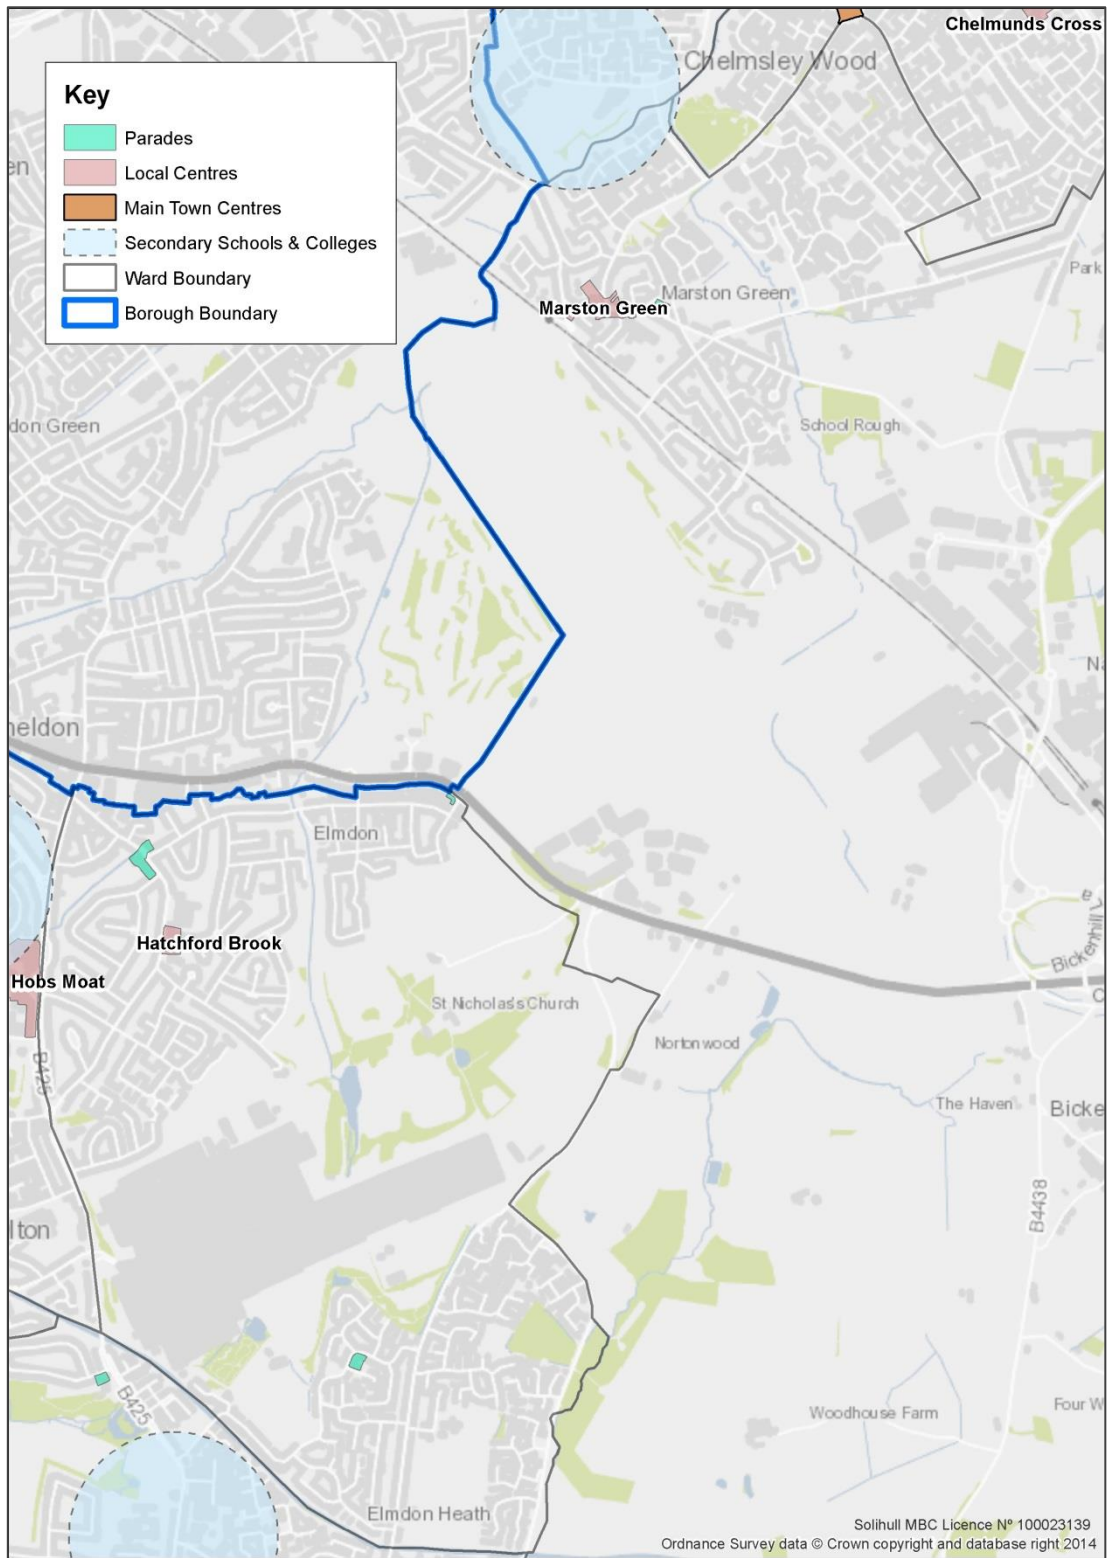 Chelmunds Cross
Chelmsley Wood
Key
Parades
Local Centres
Main Town Centres
Secondary Schools & Colleges
Ward Boundary
Borough Boundary
en
Park
Marston Green
Marston Green
don Green
School Rough
Na
heldon
Elmdon
Hatchford Brook
Hobs Moat
Bickenhill
St Nicholas's Church
C
Nortonwood
B425
The Haven
Bicke
B4438
lton
B425
Woodhouse Farm
Four W
Elmdon Heath
Solihull MBC Licence Nº 100023139
Ordnance Survey data © Crown copyright and database right 2014